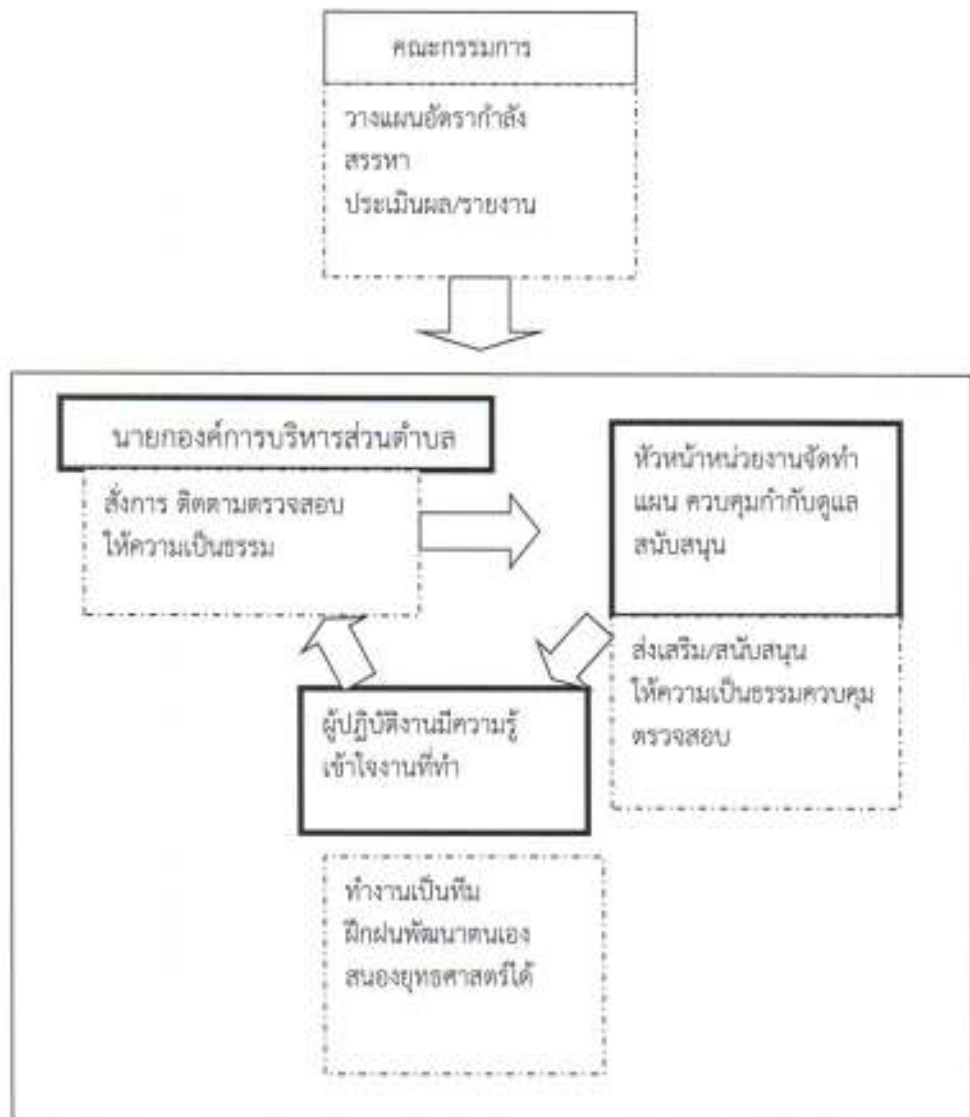 คณะกรรมการ
วางแผนอัตรากำลัง
สรรหา
ประเมินผล/รายงาน
นายกองค์การบริหารส่วนตำบล
สั่งการ ติดตามตรวจสอบ
ให้ความเป็นธรรม
หัวหน้าหน่วยงานจัดทำ
แผน ควบคุมกำกับดูแล
สนับสนุน
ส่งเสริม/สนับสนุน
ให้ความเป็นธรรมควบคุม
ตรวจสอบ
ผู้ปฏิบัติงานมีความรู้
เข้าใจงานที่ทำ
ทำงานเป็นทีม
ฝึกฝนพัฒนาตนเอง
สนองยุทธศาสตร์ได้